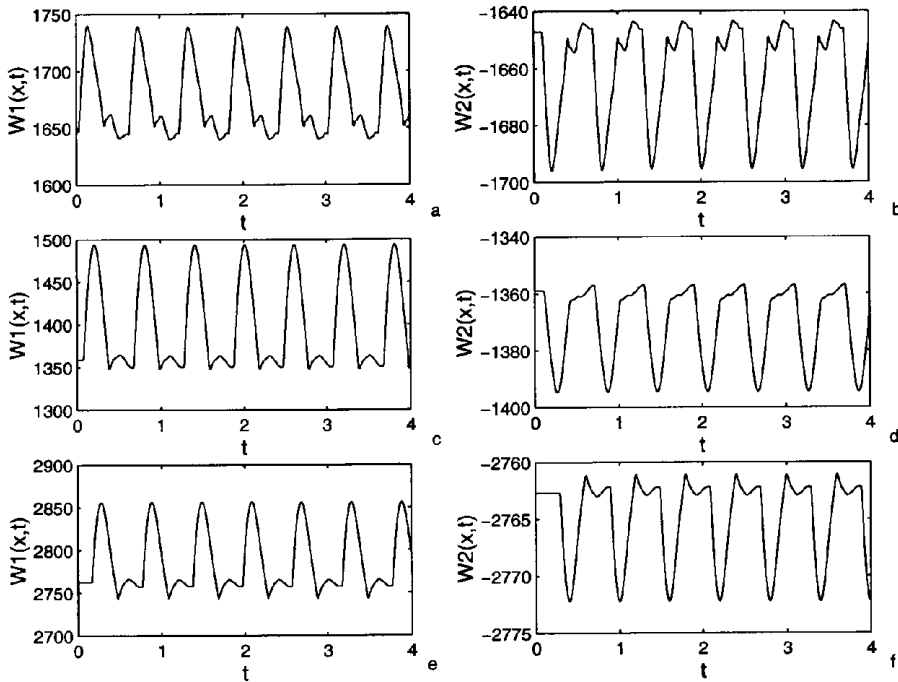 W1(x,t)
1750
1700
1650
1600
0 1 2 3 4
t
a
W2(x,t)
-1640
-1660
-1680
-1700
0 1 2 3 4
t
b
W1(x,t)
1500
1450
1400
1350
1300
0 1 2 3 4
t
c
W2(x,t)
-1340
-1360
-1380
-1400
0 1 2 3 4
t
d
W1(x,t)
2900
2850
2800
2750
2700
0 1 2 3 4
t
e
W2(x,t)
-2760
-2765
-2770
-2775
0 1 2 3 4
t
f